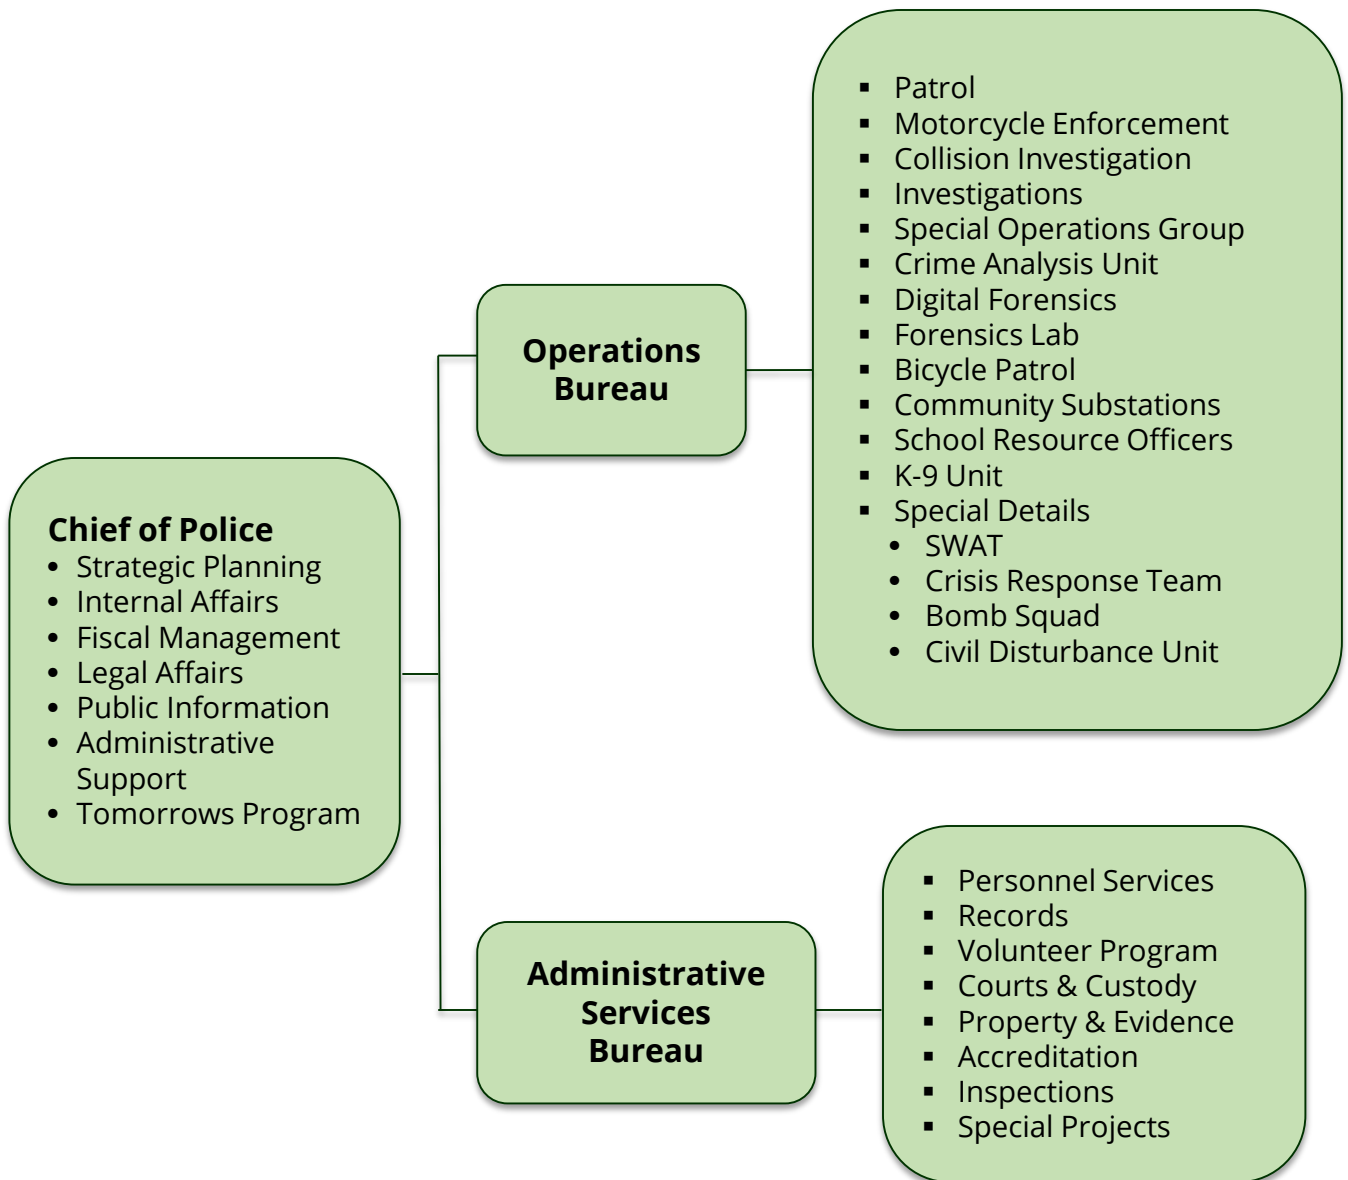 Chief of Police
• Strategic Planning
• Internal Affairs
• Fiscal Management
• Legal Affairs
• Public Information
• Administrative
Support
• Tomorrows Program
Operations
Bureau
▪ Patrol
▪ Motorcycle Enforcement
▪ Collision Investigation
▪ Investigations
▪ Special Operations Group
▪ Crime Analysis Unit
▪ Digital Forensics
▪ Forensics Lab
▪ Bicycle Patrol
▪ Community Substations
▪ School Resource Officers
▪ K-9 Unit
▪ Special Details
• SWAT
• Crisis Response Team
• Bomb Squad
• Civil Disturbance Unit
Administrative
Services
Bureau
▪ Personnel Services
▪ Records
▪ Volunteer Program
▪ Courts & Custody
▪ Property & Evidence
▪ Accreditation
▪ Inspections
▪ Special Projects